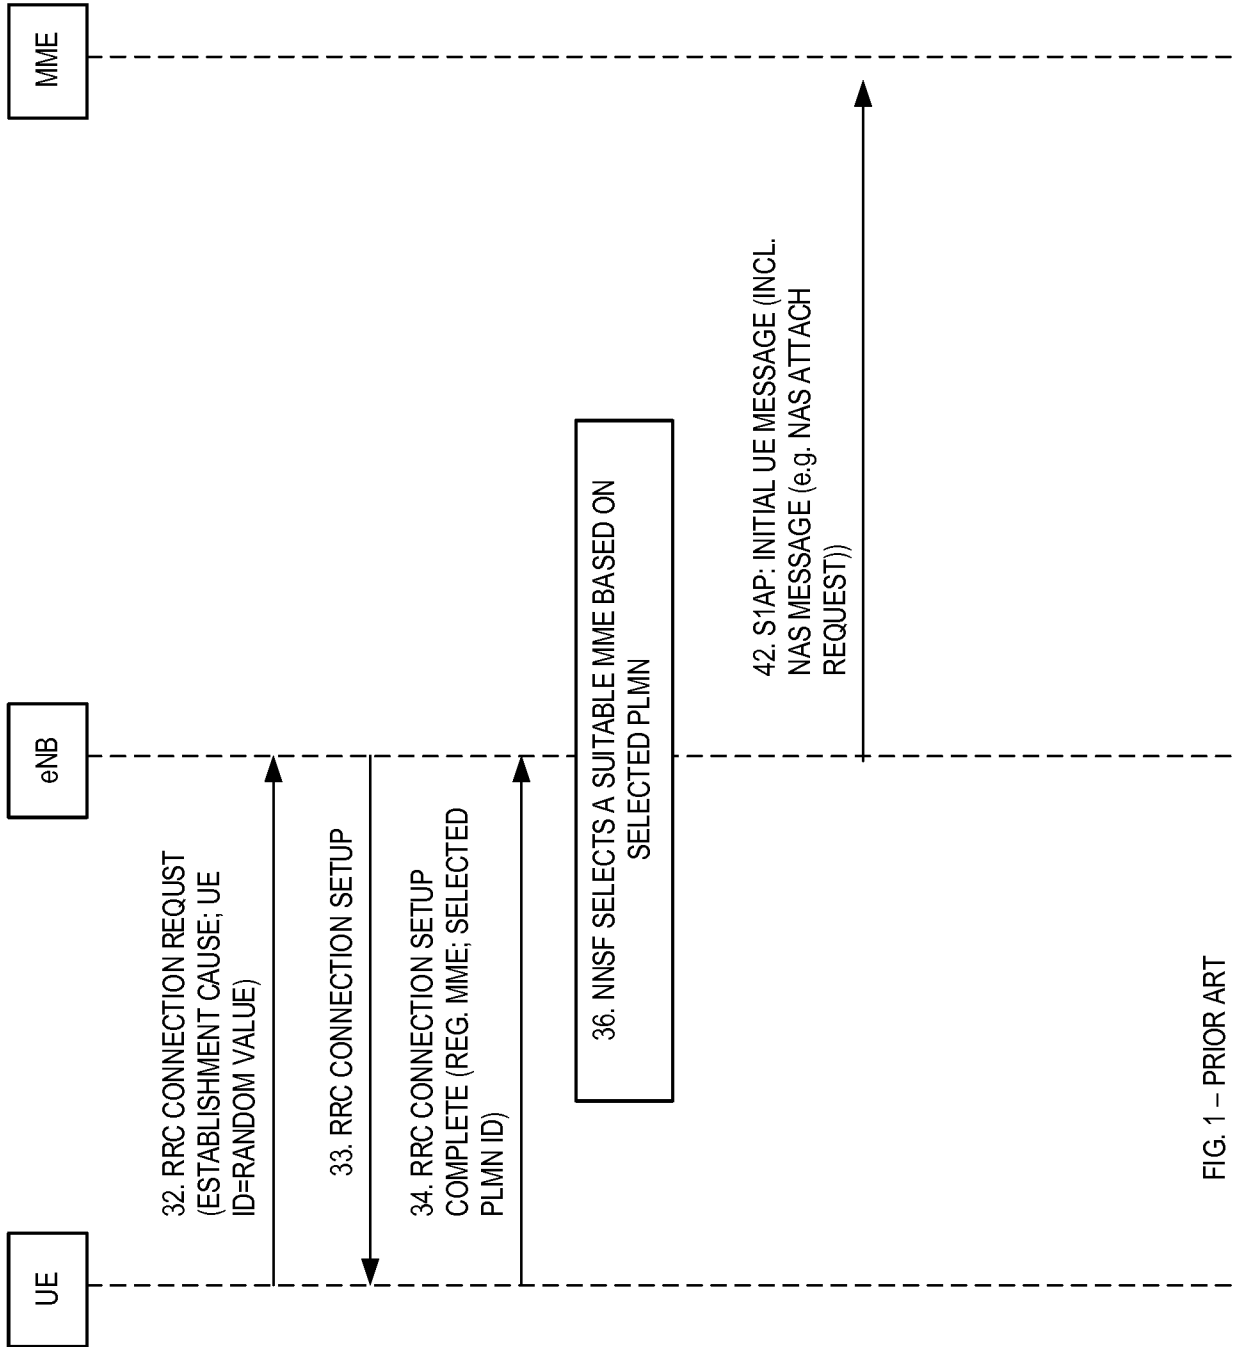 UE
eNB
MME
32. RRC CONNECTION REQUST
(ESTABLISHMENT CAUSE; UE
ID=RANDOM VALUE)
33. RRC CONNECTION SETUP
34. RRC CONNECTION SETUP
COMPLETE (REG. MME; SELECTED
PLMN ID)
36. NNSF SELECTS A SUITABLE MME BASED ON
SELECTED PLMN
42. S1AP: INITIAL UE MESSAGE (INCL.
NAS MESSAGE (e.g. NAS ATTACH
REQUEST))
FIG. 1 – PRIOR ART